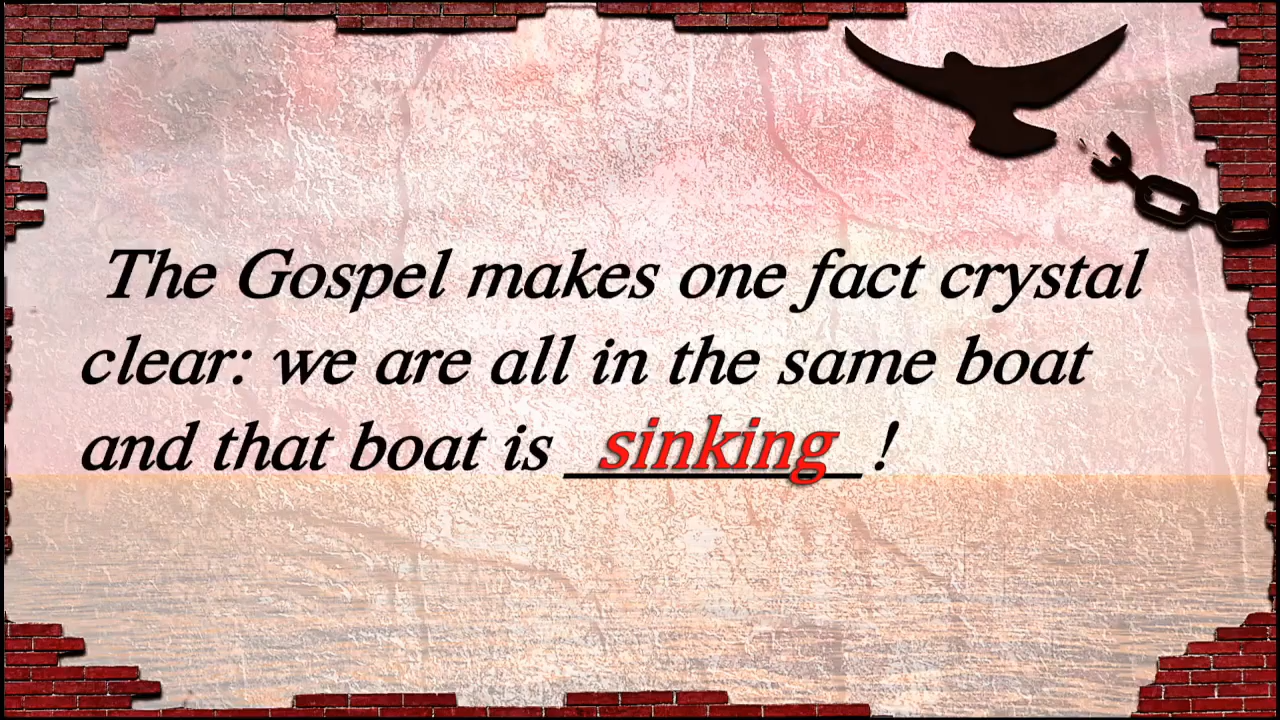 The Gospel makes one fact crystal
clear: we are all in the same boat
and that boat is _sinking_!